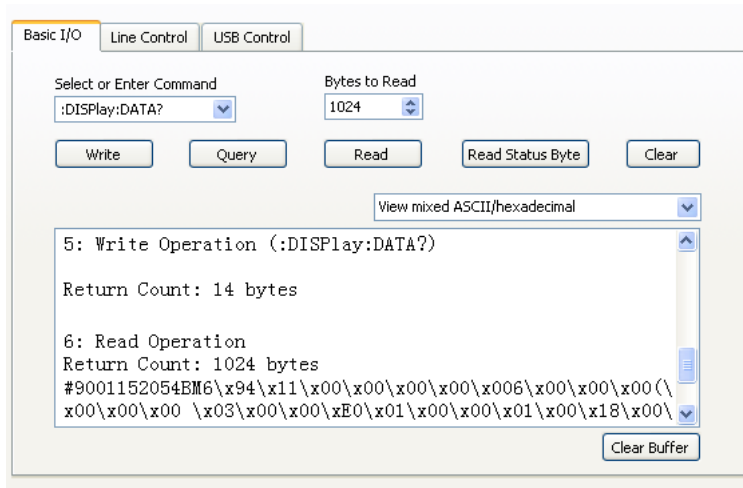 Basic I/O Line Control USB Control
Select or Enter Command Bytes to Read
:DISPlay:DATA? 1024
Write Query Read Read Status Byte Clear
View mixed ASCII/hexadecimal
5: Write Operation (:DISPlay:DATA?)
Return Count: 14 bytes
6: Read Operation
Return Count: 1024 bytes
#9001152054BM6\x94\x11\x00\x00\x00\x00\x006\x00\x00\x00(\
x00\x00\x00 \x03\x00\x00\xE0\x01\x00\x00\x01\x00\x18\x00\
Clear Buffer